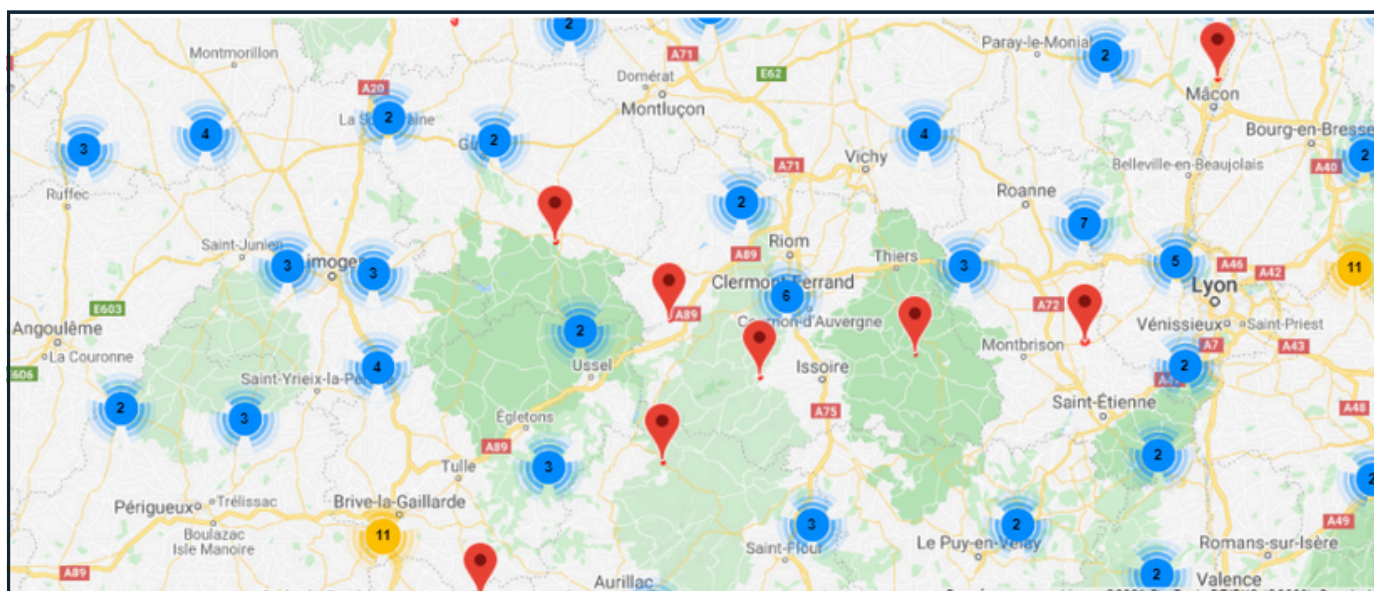 2
2
A71
Paray-le-Monial
2
Montmorillon
Domérat
E62
Montluçon
Mâcon
A20
2
4
3
2
4
Bourg-en-Bresse
2
A71
Vichy
Belleville-en-Beaujolais
A40
Ruffec
Roanne
2
7
Saint-Junien
Riom
A89
Thiers
3
3
3
5
A46
A42
11
Clermont-Ferrand
6
Lyon
E603
A89
A72
Angoulême
2
Cournon-d'Auvergne
Vénissieux
Saint-Priest
La Couronne
Montbrison
A7
A43
606
4
Ussel
Issoire
2
Saint-Yrieix-la-Perche
2
3
Égletons
A75
Saint-Étienne
A48
A89
Tulle
3
2
2
Périgueux
Trélissac
Brive-la-Gaillarde
Boulazac
Isle Manoire
11
3
Saint-Flour
2
Le Puy-en-Velay
A49
Romans-sur-Isère
A89
Aurillac
2
Valence